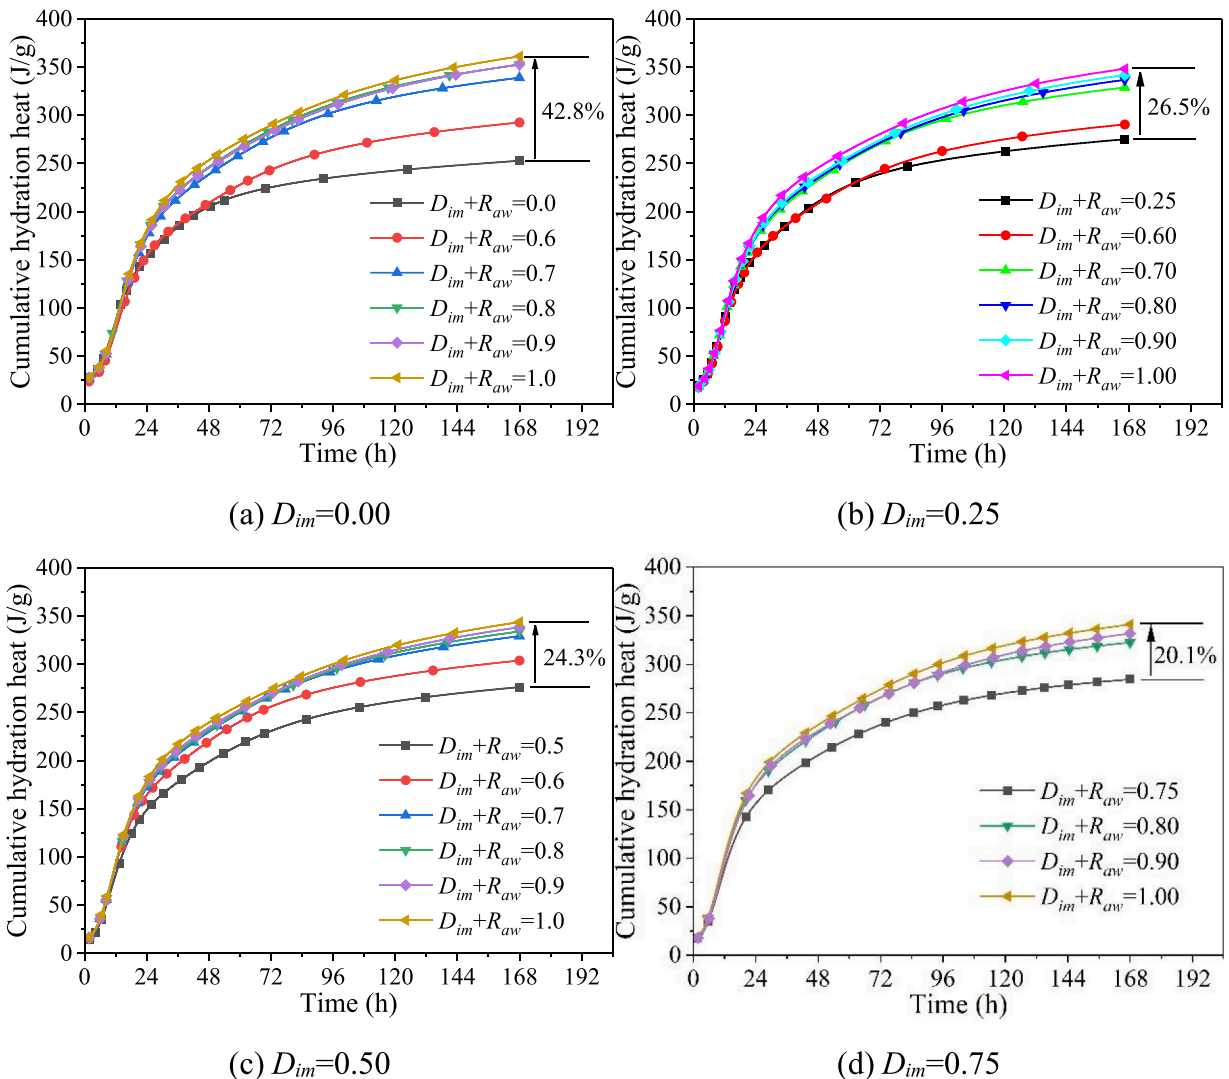 Cumulative hydration heat (J/g)
400
350
300
250
200
150
100
50
0
42.8%
Dim+Raw=0.0
Dim+Raw=0.6
Dim+Raw=0.7
Dim+Raw=0.8
Dim+Raw=0.9
Dim+Raw=1.0
0 24 48 72 96 120 144 168 192
Time (h)
(a) Dim=0.00
Cumulative hydration heat (J/g)
400
350
300
250
200
150
100
50
0
26.5%
Dim+Raw=0.25
Dim+Raw=0.60
Dim+Raw=0.70
Dim+Raw=0.80
Dim+Raw=0.90
Dim+Raw=1.00
0 24 48 72 96 120 144 168 192
Time (h)
(b) Dim=0.25
Cumulative hydration heat (J/g)
400
350
300
250
200
150
100
50
0
24.3%
Dim+Raw=0.5
Dim+Raw=0.6
Dim+Raw=0.7
Dim+Raw=0.8
Dim+Raw=0.9
Dim+Raw=1.0
0 24 48 72 96 120 144 168 192
Time (h)
(c) Dim=0.50
Cumulative hydration heat (J/g)
400
350
300
250
200
150
100
50
0
20.1%
Dim+Raw=0.75
Dim+Raw=0.80
Dim+Raw=0.90
Dim+Raw=1.00
0 24 48 72 96 120 144 168 192
Time (h)
(d) Dim=0.75